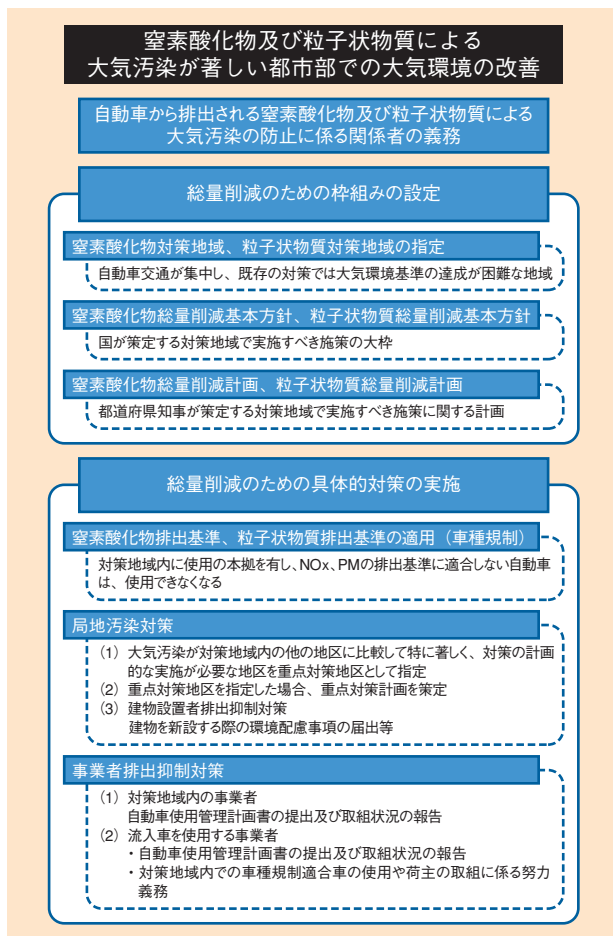 窒素酸化物及び粒子状物質による
大気汚染が著しい都市部での大気環境の改善
自動車から排出される窒素酸化物及び粒子状物質による
大気汚染の防止に係る関係者の義務
総量削減のための枠組みの設定
窒素酸化物対策地域、粒子状物質対策地域の指定
自動車交通が集中し、既存の対策では大気環境基準の達成が困難な地域
窒素酸化物総量削減基本方針、粒子状物質総量削減基本方針
国が策定する対策地域で実施すべき施策の大枠
窒素酸化物総量削減計画、粒子状物質総量削減計画
都道府県知事が策定する対策地域で実施すべき施策に関する計画
総量削減のための具体的対策の実施
窒素酸化物排出基準、粒子状物質排出基準の適用（車種規制）
対策地域内に使用の本拠を有し、NOx、PMの排出基準に適合しない自動車
は、使用できなくなる
局地汚染対策
（1）大気汚染が対策地域内の他の地区に比較して特に著しく、対策の計画
的な実施が必要な地区を重点対策地区として指定
（2）重点対策地区を指定した場合、重点対策計画を策定
（3）建物設置者排出抑制対策
建物を新設する際の環境配慮事項の届出等
事業者排出抑制対策
（1）対策地域内の事業者
自動車使用管理計画書の提出及び取組状況の報告
（2）流入車を使用する事業者
・自動車使用管理計画書の提出及び取組状況の報告
・対策地域内での車種規制適合車の使用や荷主の取組に係る努力
義務